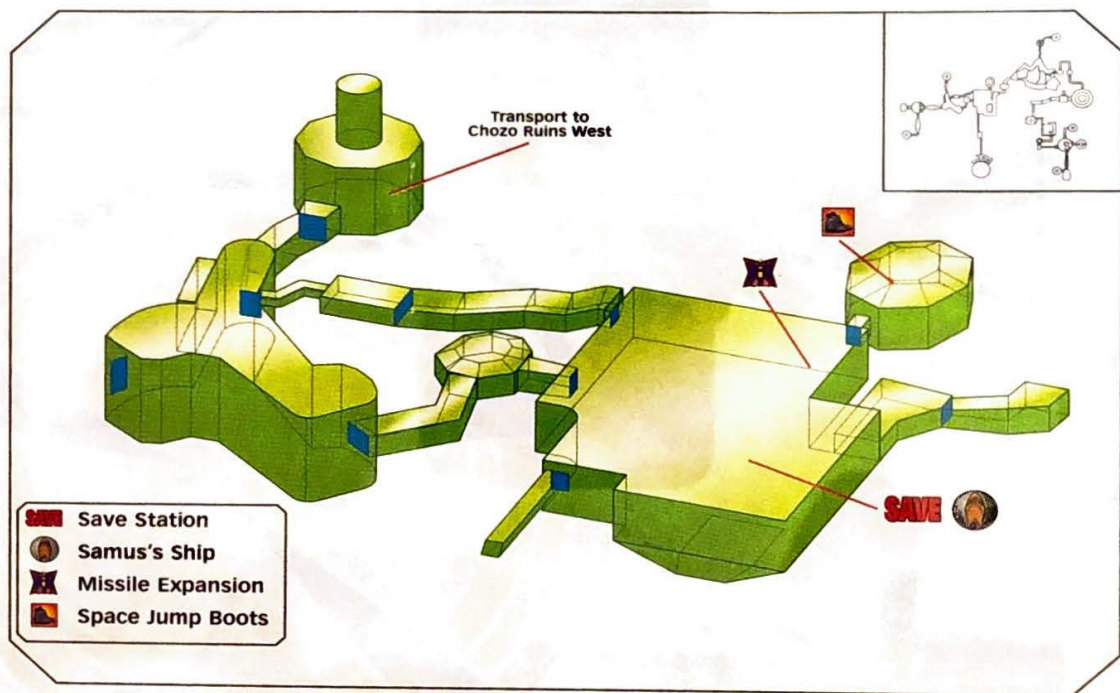 Transport to
Chozo Ruins West
SAVE
SAVE Save Station
Samus's Ship
Missile Expansion
Space Jump Boots